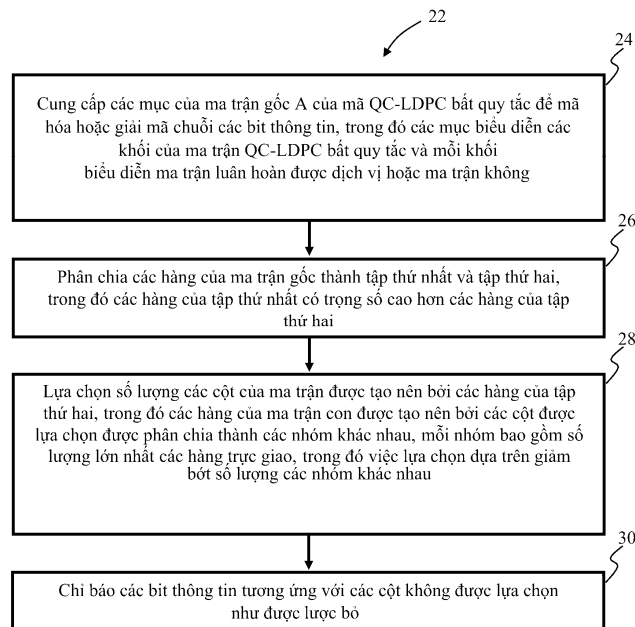 22
24
Cung cấp các mục của ma trận gốc A của mã QC-LDPC bất quy tắc để mã
hóa hoặc giải mã chuỗi các bit thông tin, trong đó các mục biểu diễn các
khối của ma trận QC-LDPC bất quy tắc và mỗi khối
biểu diễn ma trận luân hoàn được dịch vị hoặc ma trận không
26
Phân chia các hàng của ma trận gốc thành tập thứ nhất và tập thứ hai,
trong đó các hàng của tập thứ nhất có trọng số cao hơn các hàng của tập
thứ hai
28
Lựa chọn số lượng các cột của ma trận được tạo nên bởi các hàng của tập
thứ hai, trong đó các hàng của ma trận con được tạo nên bởi các cột được
lựa chọn được phân chia thành các nhóm khác nhau, mỗi nhóm bao gồm số
lượng lớn nhất các hàng trực giao, trong đó việc lựa chọn dựa trên giảm
bớt số lượng các nhóm khác nhau
30
Chỉ báo các bit thông tin tương ứng với các cột không được lựa chọn
như được lược bỏ